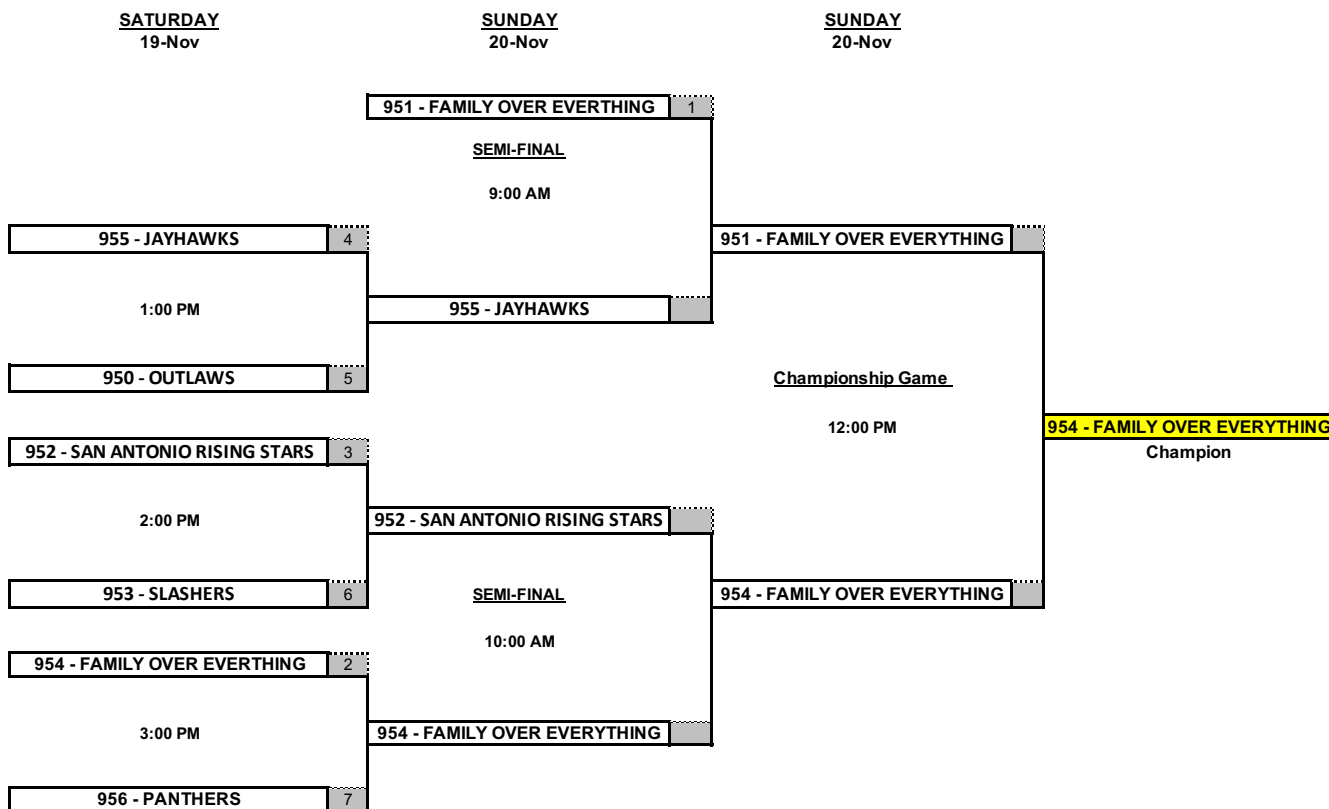 SATURDAY
19-Nov
SUNDAY
20-Nov
SUNDAY
20-Nov
951 - FAMILY OVER EVERTHING 1
SEMI-FINAL
9:00 AM
955 - JAYHAWKS 4
951 - FAMILY OVER EVERYTHING
1:00 PM
955 - JAYHAWKS
950 - OUTLAWS 5
Championship Game
12:00 PM
954 - FAMILY OVER EVERYTHING
Champion
952 - SAN ANTONIO RISING STARS 3
2:00 PM
952 - SAN ANTONIO RISING STARS
953 - SLASHERS 6
SEMI-FINAL
954 - FAMILY OVER EVERYTHING
10:00 AM
954 - FAMILY OVER EVERTHING 2
3:00 PM
954 - FAMILY OVER EVERYTHING
956 - PANTHERS 7